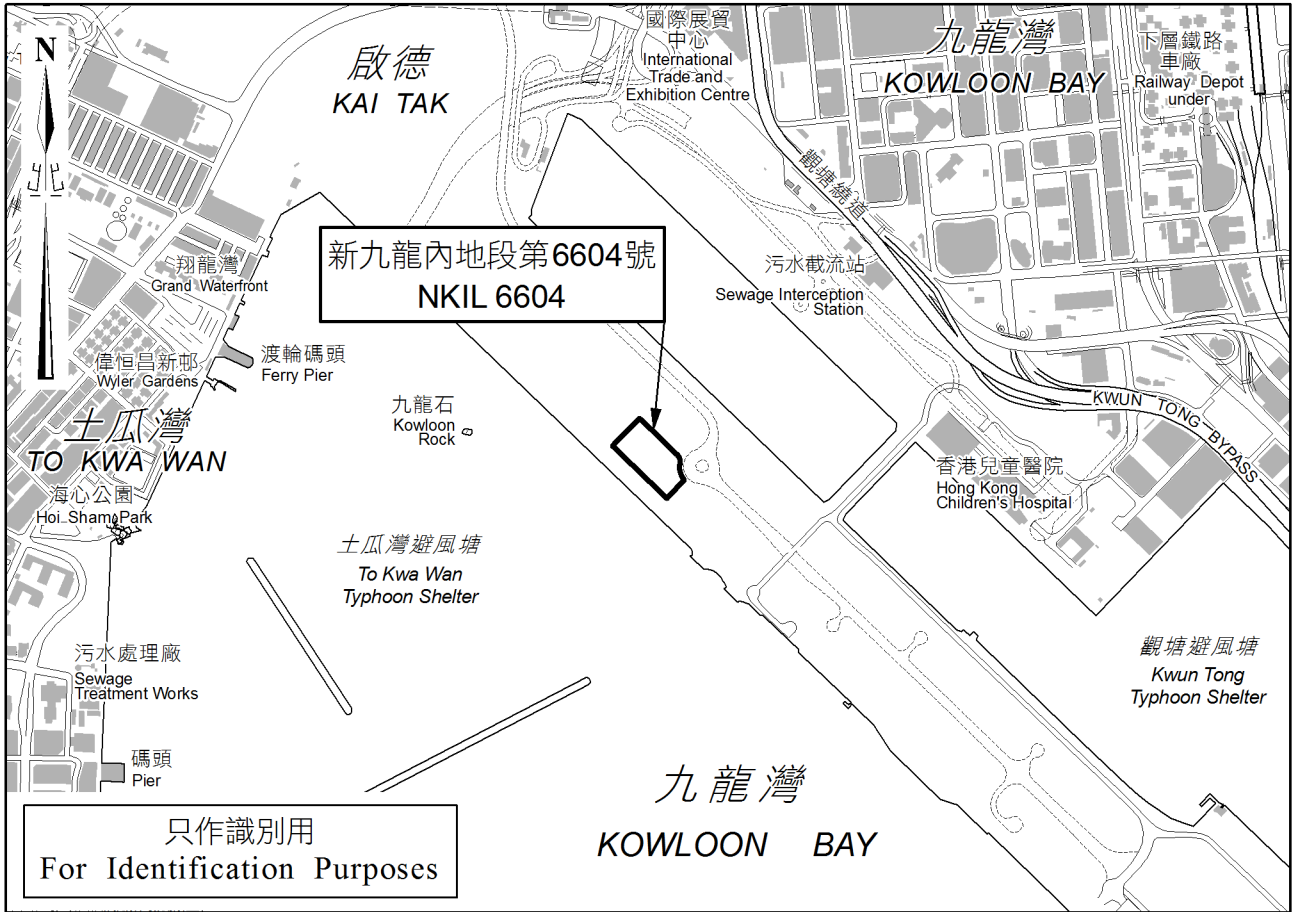 N
啟德
KAI TAK
國際展貿
中心
International
Trade and
Exhibition Centre
九龍灣
KOWLOON BAY
下層鐵路
車廠
Railway Depot
under
觀塘繞道
翔龍灣
Grand Waterfront
新九龍內地段第6604號
NKIL 6604
污水截流站
Sewage Interception
Station
偉恒昌新邨
Wyler Gardens
渡輪碼頭
Ferry Pier
九龍石
Kowloon
Rock
土瓜灣
TO KWA WAN
KWUN TONG BYPASS
香港兒童醫院
Hong Kong
Children's Hospital
海心公園
Hoi Sham Park
土瓜灣避風塘
To Kwa Wan
Typhoon Shelter
污水處理廠
Sewage
Treatment Works
觀塘避風塘
Kwun Tong
Typhoon Shelter
碼頭
Pier
九龍灣
KOWLOON BAY
只作識別用
For Identification Purposes